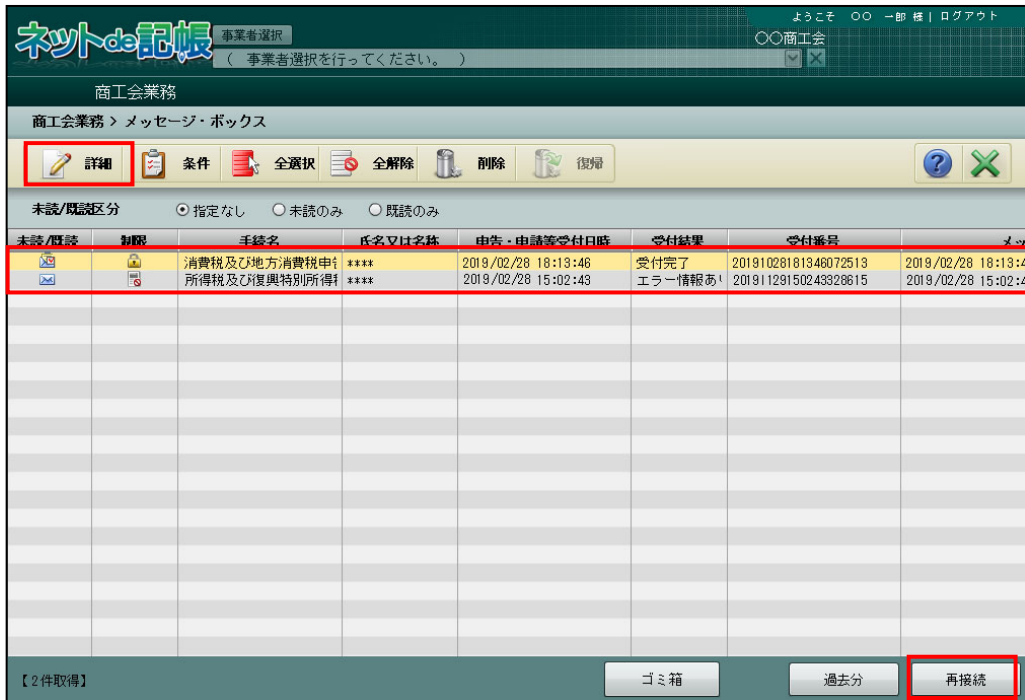 ようこそ 〇〇 一郎 様 | ログアウト
ネットde記帳 事業者選択 〇〇商工会
( 事業者選択を行ってください。 )
商工会業務
商工会業務 > メッセージ・ボックス
詳細 条件 全選択 全解除 削除 復帰
未読/既読区分 指定なし 未読のみ 既読のみ
未読/既読 制限 手続名 氏名又は名称 申告・申請等受付日時 受付結果 受付番号 メッ
消費税及び地方消費税申 **** 2019/02/28 18:13:46 受付完了 20191028181346072513 2019/02/28 18:13:4
所得税及び復興特別所得税 **** 2019/02/28 15:02:43 エラー情報あり 20191129150243328615 2019/02/28 15:02:4
【2件取得】 ゴミ箱 過去分 再接続